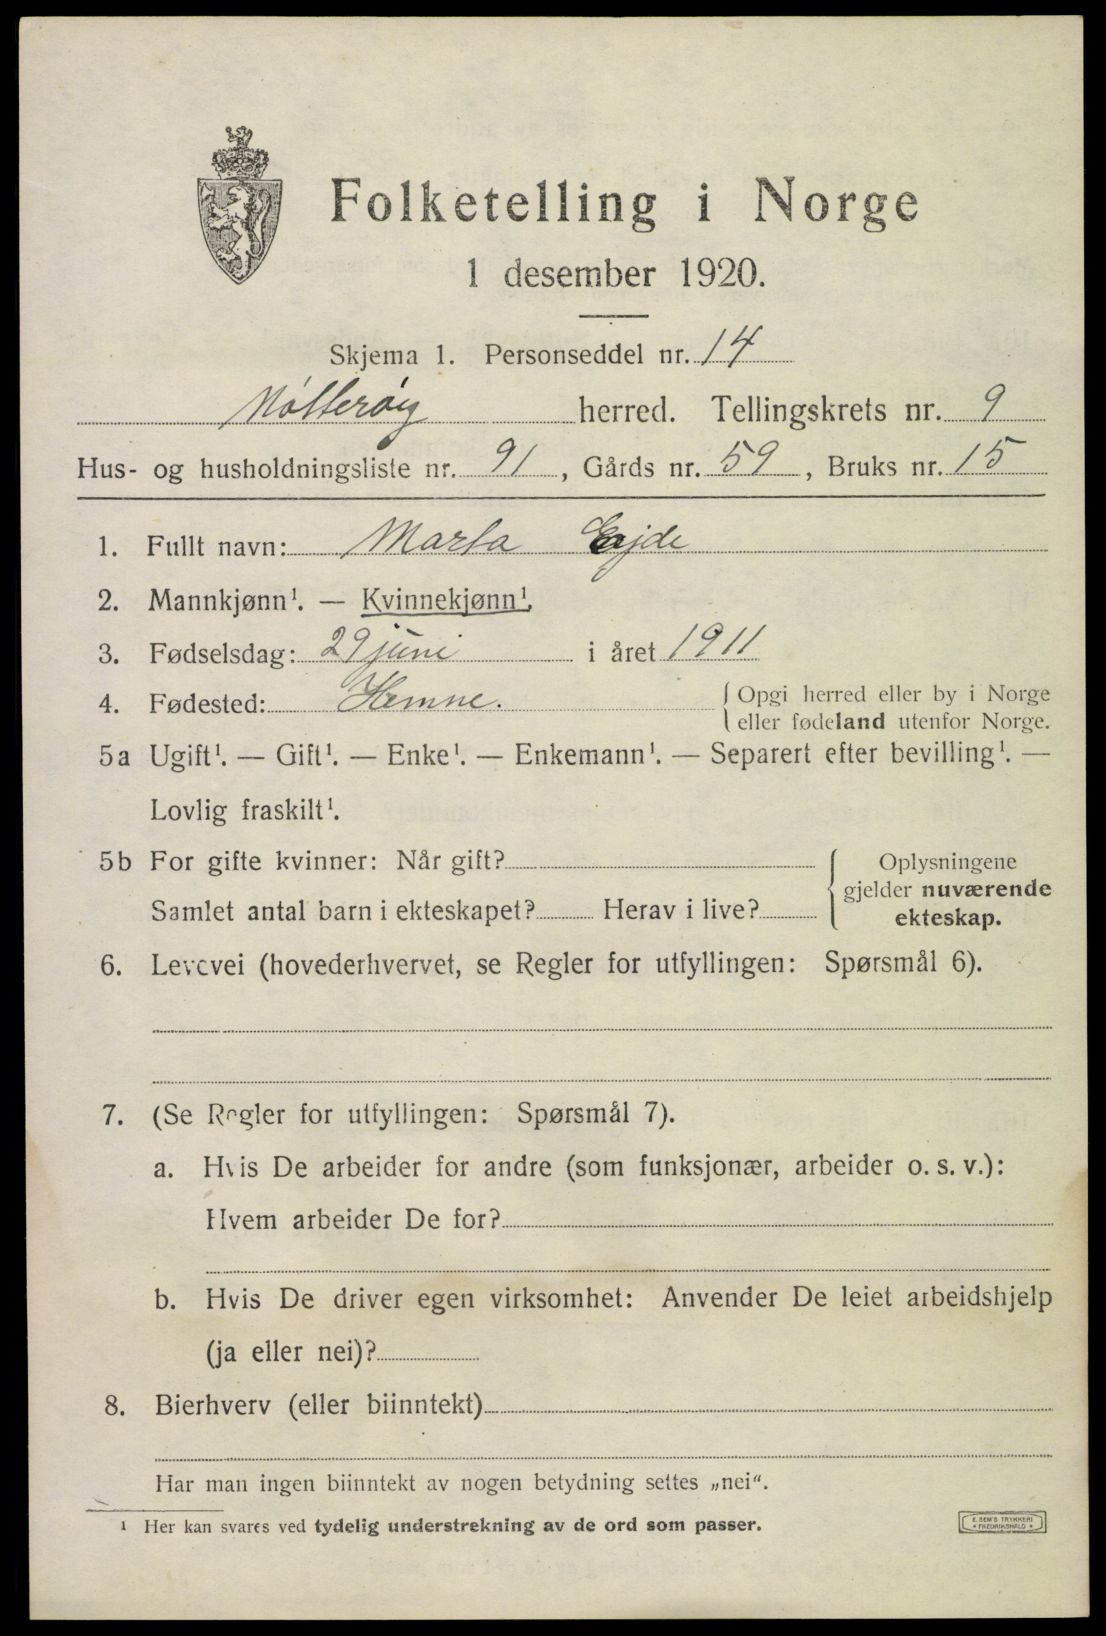 Folketelling i Norge
1 desember 1920.
Skjema 1. Personseddel nr. 14
Nötteröig herred. Tellingskrets nr. 9
Hus- og husholdningsliste nr. 91, Gårds nr. 59, Bruks nr. 15
1. Fullt navn: Marta Eijde
2. Mannkjønn¹. — Kvinnekjønn¹.
3. Fødselsdag: 29 juni i året 1911
4. Fødested: Hemne. { Opgi herred eller by i Norge
eller fødeland utenfor Norge.
5a Ugift¹. — Gift¹. — Enke¹. — Enkemann¹. — Separert efter bevilling¹. —
Lovlig fraskilt¹.
5b For gifte kvinner: Når gift? { Oplysningene
gjelder nuværende
Samlet antal barn i ekteskapet? Herav i live? ekteskap.
6. Levevei (hovederhvervet, se Regler for utfyllingen: Spørsmål 6).
7. (Se Regler for utfyllingen: Spørsmål 7).
a. Hvis De arbeider for andre (som funksjonær, arbeider o. s. v.):
Hvem arbeider De for?
b. Hvis De driver egen virksomhet: Anvender De leiet arbeidshjelp
(ja eller nei)?
8. Bierhverv (eller biinntekt)
Har man ingen biinntekt av nogen betydning settes „nei“.
¹ Her kan svares ved tydelig understrekning av de ord som passer.
E. SEM'S TRYKKERI
* FREDRIKSHALD *